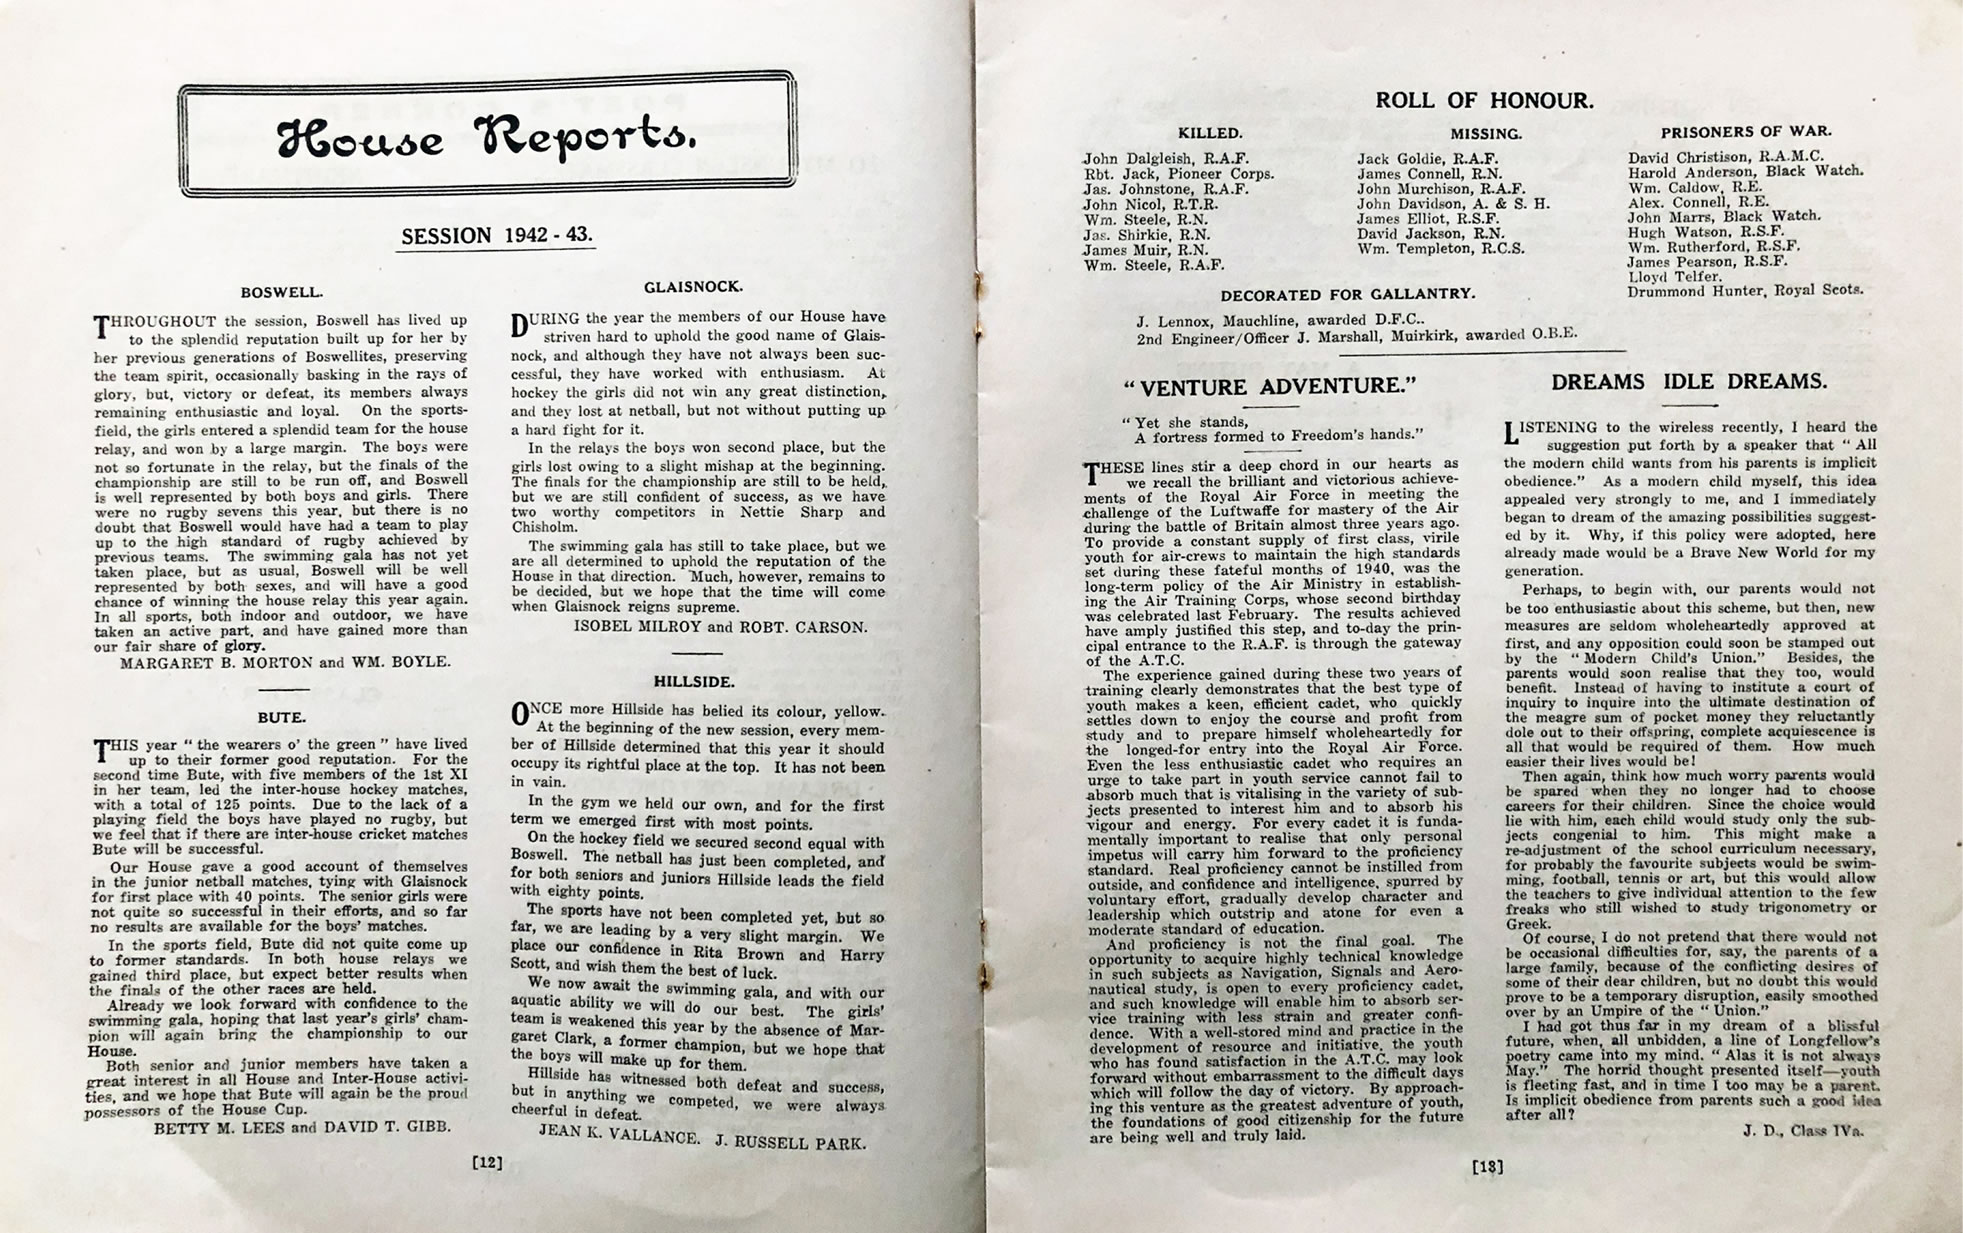 House Reports.
SESSION 1942 - 43.
BOSWELL.
THROUGHOUT the session, Boswell has lived up
to the splendid reputation built up for her by
her previous generations of Boswellites, preserving
the team spirit, occasionally basking in the rays of
glory, but, victory or defeat, its members always
remaining enthusiastic and loyal. On the sports-
field, the girls entered a splendid team for the house
relay, and won by a large margin. The boys were
not so fortunate in the relay, but the finals of the
championship are still to be run off, and Boswell
is well represented by both boys and girls. There
were no rugby sevens this year, but there is no
doubt that Boswell would have had a team to play
up to the high standard of rugby achieved by
previous teams. The swimming gala has not yet
taken place, but as usual, Boswell will be well
represented by both sexes, and will have a good
chance of winning the house relay this year again.
In all sports, both indoor and outdoor, we have
taken an active part, and have gained more than
our fair share of glory.
MARGARET B. MORTON and WM. BOYLE.
BUTE.
THIS year " the wearers o' the green " have lived
up to their former good reputation. For the
second time Bute, with five members of the 1st XI
in her team, led the inter-house hockey matches,
with a total of 125 points. Due to the lack of a
playing field the boys have played no rugby, but
we feel that if there are inter-house cricket matches
Bute will be successful.
Our House gave a good account of themselves
in the junior netball matches, tying with Glaisnock
for first place with 40 points. The senior girls were
not quite so successful in their efforts, and so far
no results are available for the boys' matches.
In the sports field, Bute did not quite come up
to former standards. In both house relays we
gained third place, but expect better results when
the finals of the other races are held.
Already we look forward with confidence to the
swimming gala, hoping that last year's girls' cham-
pion will again bring the championship to our
House.
Both senior and junior members have taken a
great interest in all House and Inter-House activi-
ties, and we hope that Bute will again be the proud
possessors of the House Cup.
BETTY M. LEES and DAVID T. GIBB.
GLAISNOCK.
DURING the year the members of our House have
striven hard to uphold the good name of Glais-
nock, and although they have not always been suc-
cessful, they have worked with enthusiasm. At
hockey the girls did not win any great distinction,
and they lost at netball, but not without putting up
a hard fight for it.
In the relays the boys won second place, but the
girls lost owing to a slight mishap at the beginning.
The finals for the championship are still to be held,
but we are still confident of success, as we have
two worthy competitors in Nettie Sharp and
Chisholm.
The swimming gala has still to take place, but we
are all determined to uphold the reputation of the
House in that direction. Much, however, remains to
be decided, but we hope that the time will come
when Glaisnock reigns supreme.
ISOBEL MILROY and ROBT. CARSON.
HILLSIDE.
ONCE more Hillside has belied its colour, yellow.
At the beginning of the new session, every mem-
ber of Hillside determined that this year it should
occupy its rightful place at the top. It has not been
in vain.
In the gym we held our own, and for the first
term we emerged first with most points.
On the hockey field we secured second equal with
Boswell. The netball has just been completed, and
for both seniors and juniors Hillside leads the field
with eighty points.
The sports have not been completed yet, but so
far, we are leading by a very slight margin. We
place our confidence in Rita Brown and Harry
Scott, and wish them the best of luck.
We now await the swimming gala, and with our
aquatic ability we will do our best. The girls'
team is weakened this year by the absence of Mar-
garet Clark, a former champion, but we hope that
the boys will make up for them.
Hillside has witnessed both defeat and success,
but in anything we competed, we were always
cheerful in defeat.
JEAN K. VALLANCE. J. RUSSELL PARK.
[12]
ROLL OF HONOUR.
KILLED.
John Dalgleish, R.A.F.
Rbt. Jack, Pioneer Corps.
Jas. Johnstone, R.A.F.
John Nicol, R.T.R.
Wm. Steele, R.N.
Jas. Shirkie, R.N.
James Muir, R.N.
Wm. Steele, R.A.F.
MISSING.
Jack Goldie, R.A.F.
James Connell, R.N.
John Murchison, R.A.F.
John Davidson, A. & S. H.
James Elliot, R.S.F.
David Jackson, R.N.
Wm. Templeton, R.C.S.
PRISONERS OF WAR.
David Christison, R.A.M.C.
Harold Anderson, Black Watch.
Wm. Caldow, R.E.
Alex. Connell, R.E.
John Marrs, Black Watch.
Hugh Watson, R.S.F.
Wm. Rutherford, R.S.F.
James Pearson, R.S.F.
Lloyd Telfer.
Drummond Hunter, Royal Scots.
DECORATED FOR GALLANTRY.
J. Lennox, Mauchline, awarded D.F.C..
2nd Engineer/Officer J. Marshall, Muirkirk, awarded O.B.E.
" VENTURE ADVENTURE."
" Yet she stands,
A fortress formed to Freedom's hands."
THESE lines stir a deep chord in our hearts as
we recall the brilliant and victorious achieve-
ments of the Royal Air Force in meeting the
challenge of the Luftwaffe for mastery of the Air
during the battle of Britain almost three years ago.
To provide a constant supply of first class, virile
youth for air-crews to maintain the high standards
set during these fateful months of 1940, was the
long-term policy of the Air Ministry in establish-
ing the Air Training Corps, whose second birthday
was celebrated last February. The results achieved
have amply justified this step, and to-day the prin-
cipal entrance to the R.A.F. is through the gateway
of the A.T.C.
The experience gained during these two years of
training clearly demonstrates that the best type of
youth makes a keen, efficient cadet, who quickly
settles down to enjoy the course and profit from
study and to prepare himself wholeheartedly for
the longed-for entry into the Royal Air Force.
Even the less enthusiastic cadet who requires an
urge to take part in youth service cannot fail to
absorb much that is vitalising in the variety of sub-
jects presented to interest him and to absorb his
vigour and energy. For every cadet it is funda-
mentally important to realise that only personal
impetus will carry him forward to the proficiency
standard. Real proficiency cannot be instilled from
outside, and confidence and intelligence, spurred by
voluntary effort, gradually develop character and
leadership which outstrip and atone for even a
moderate standard of education.
And proficiency is not the final goal. The
opportunity to acquire highly technical knowledge
in such subjects as Navigation, Signals and Aero-
nautical study, is open to every proficiency cadet,
and such knowledge will enable him to absorb ser-
vice training with less strain and greater confi-
dence. With a well-stored mind and practice in the
development of resource and initiative, the youth
who has found satisfaction in the A.T.C. may look
forward without embarrassment to the difficult days
which will follow the day of victory. By approach-
ing this venture as the greatest adventure of youth,
the foundations of good citizenship for the future
are being well and truly laid.
DREAMS IDLE DREAMS.
LISTENING to the wireless recently, I heard the
suggestion put forth by a speaker that " All
the modern child wants from his parents is implicit
obedience." As a modern child myself, this idea
appealed very strongly to me, and I immediately
began to dream of the amazing possibilities suggest-
ed by it. Why, if this policy were adopted, here
already made would be a Brave New World for my
generation.
Perhaps, to begin with, our parents would not
be too enthusiastic about this scheme, but then, new
measures are seldom wholeheartedly approved at
first, and any opposition could soon be stamped out
by the " Modern Child's Union." Besides, the
parents would soon realise that they too, would
benefit. Instead of having to institute a court of
inquiry to inquire into the ultimate destination of
the meagre sum of pocket money they reluctantly
dole out to their offspring, complete acquiescence is
all that would be required of them. How much
easier their lives would be!
Then again, think how much worry parents would
be spared when they no longer had to choose
careers for their children. Since the choice would
lie with him, each child would study only the sub-
jects congenial to him. This might make a
re-adjustment of the school curriculum necessary,
for probably the favourite subjects would be swim-
ming, football, tennis or art, but this would allow
the teachers to give individual attention to the few
freaks who still wished to study trigonometry or
Greek.
Of course, I do not pretend that there would not
be occasional difficulties for, say, the parents of a
large family, because of the conflicting desires of
some of their dear children, but no doubt this would
prove to be a temporary disruption, easily smoothed
over by an Umpire of the " Union."
I had got thus far in my dream of a blissful
future, when, all unbidden, a line of Longfellow's
poetry came into my mind. " Alas it is not always
May." The horrid thought presented itself—youth
is fleeting fast, and in time I too may be a parent.
Is implicit obedience from parents such a good idea
after all?
J. D., Class IVa.
[13]